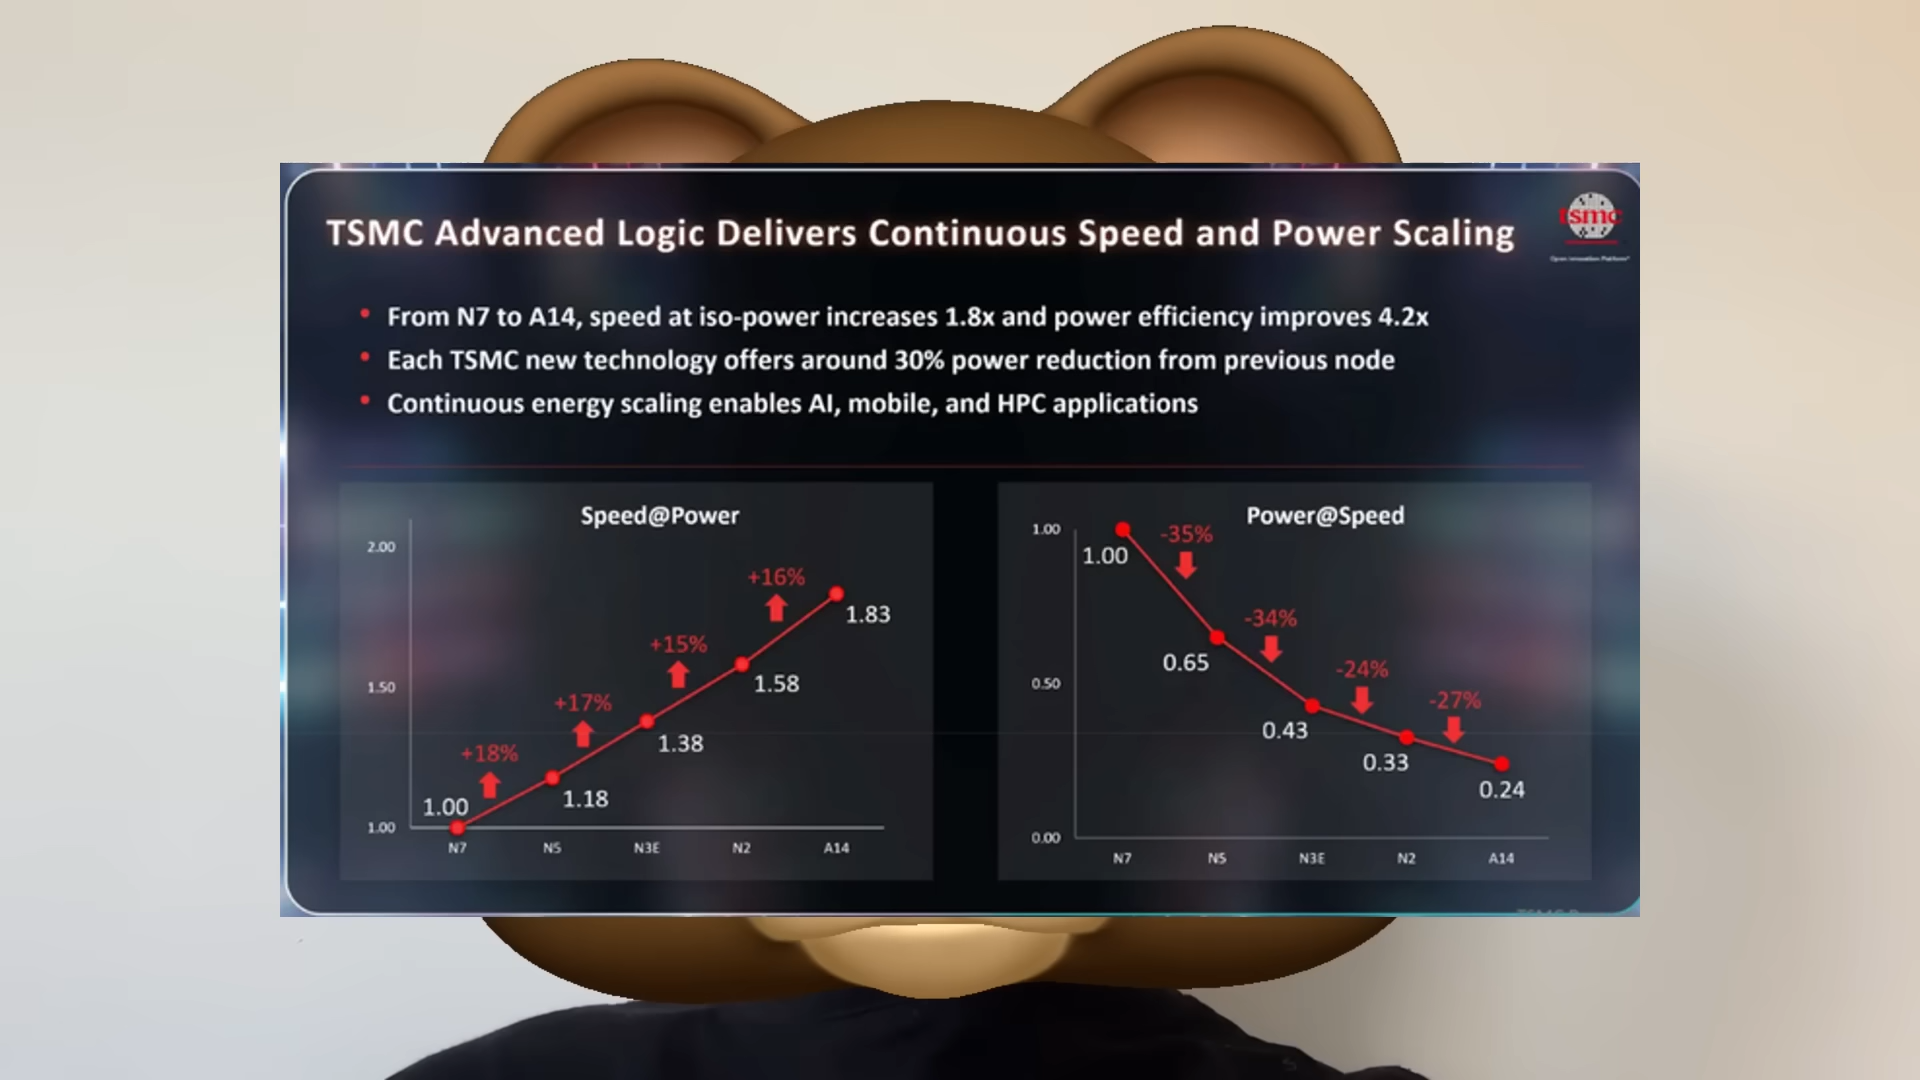 TSMC Advanced Logic Delivers Continuous Speed and Power Scaling
tsmc
Open Innovation Platform®
• From N7 to A14, speed at iso-power increases 1.8x and power efficiency improves 4.2x
• Each TSMC new technology offers around 30% power reduction from previous node
• Continuous energy scaling enables AI, mobile, and HPC applications
Speed@Power
2.00
1.50
1.00
+18%
+17%
+15%
+16%
1.00
1.18
1.38
1.58
1.83
N7 N5 N3E N2 A14
Power@Speed
1.00
0.50
0.00
-35%
-34%
-24%
-27%
1.00
0.65
0.43
0.33
0.24
N7 N5 N3E N2 A14